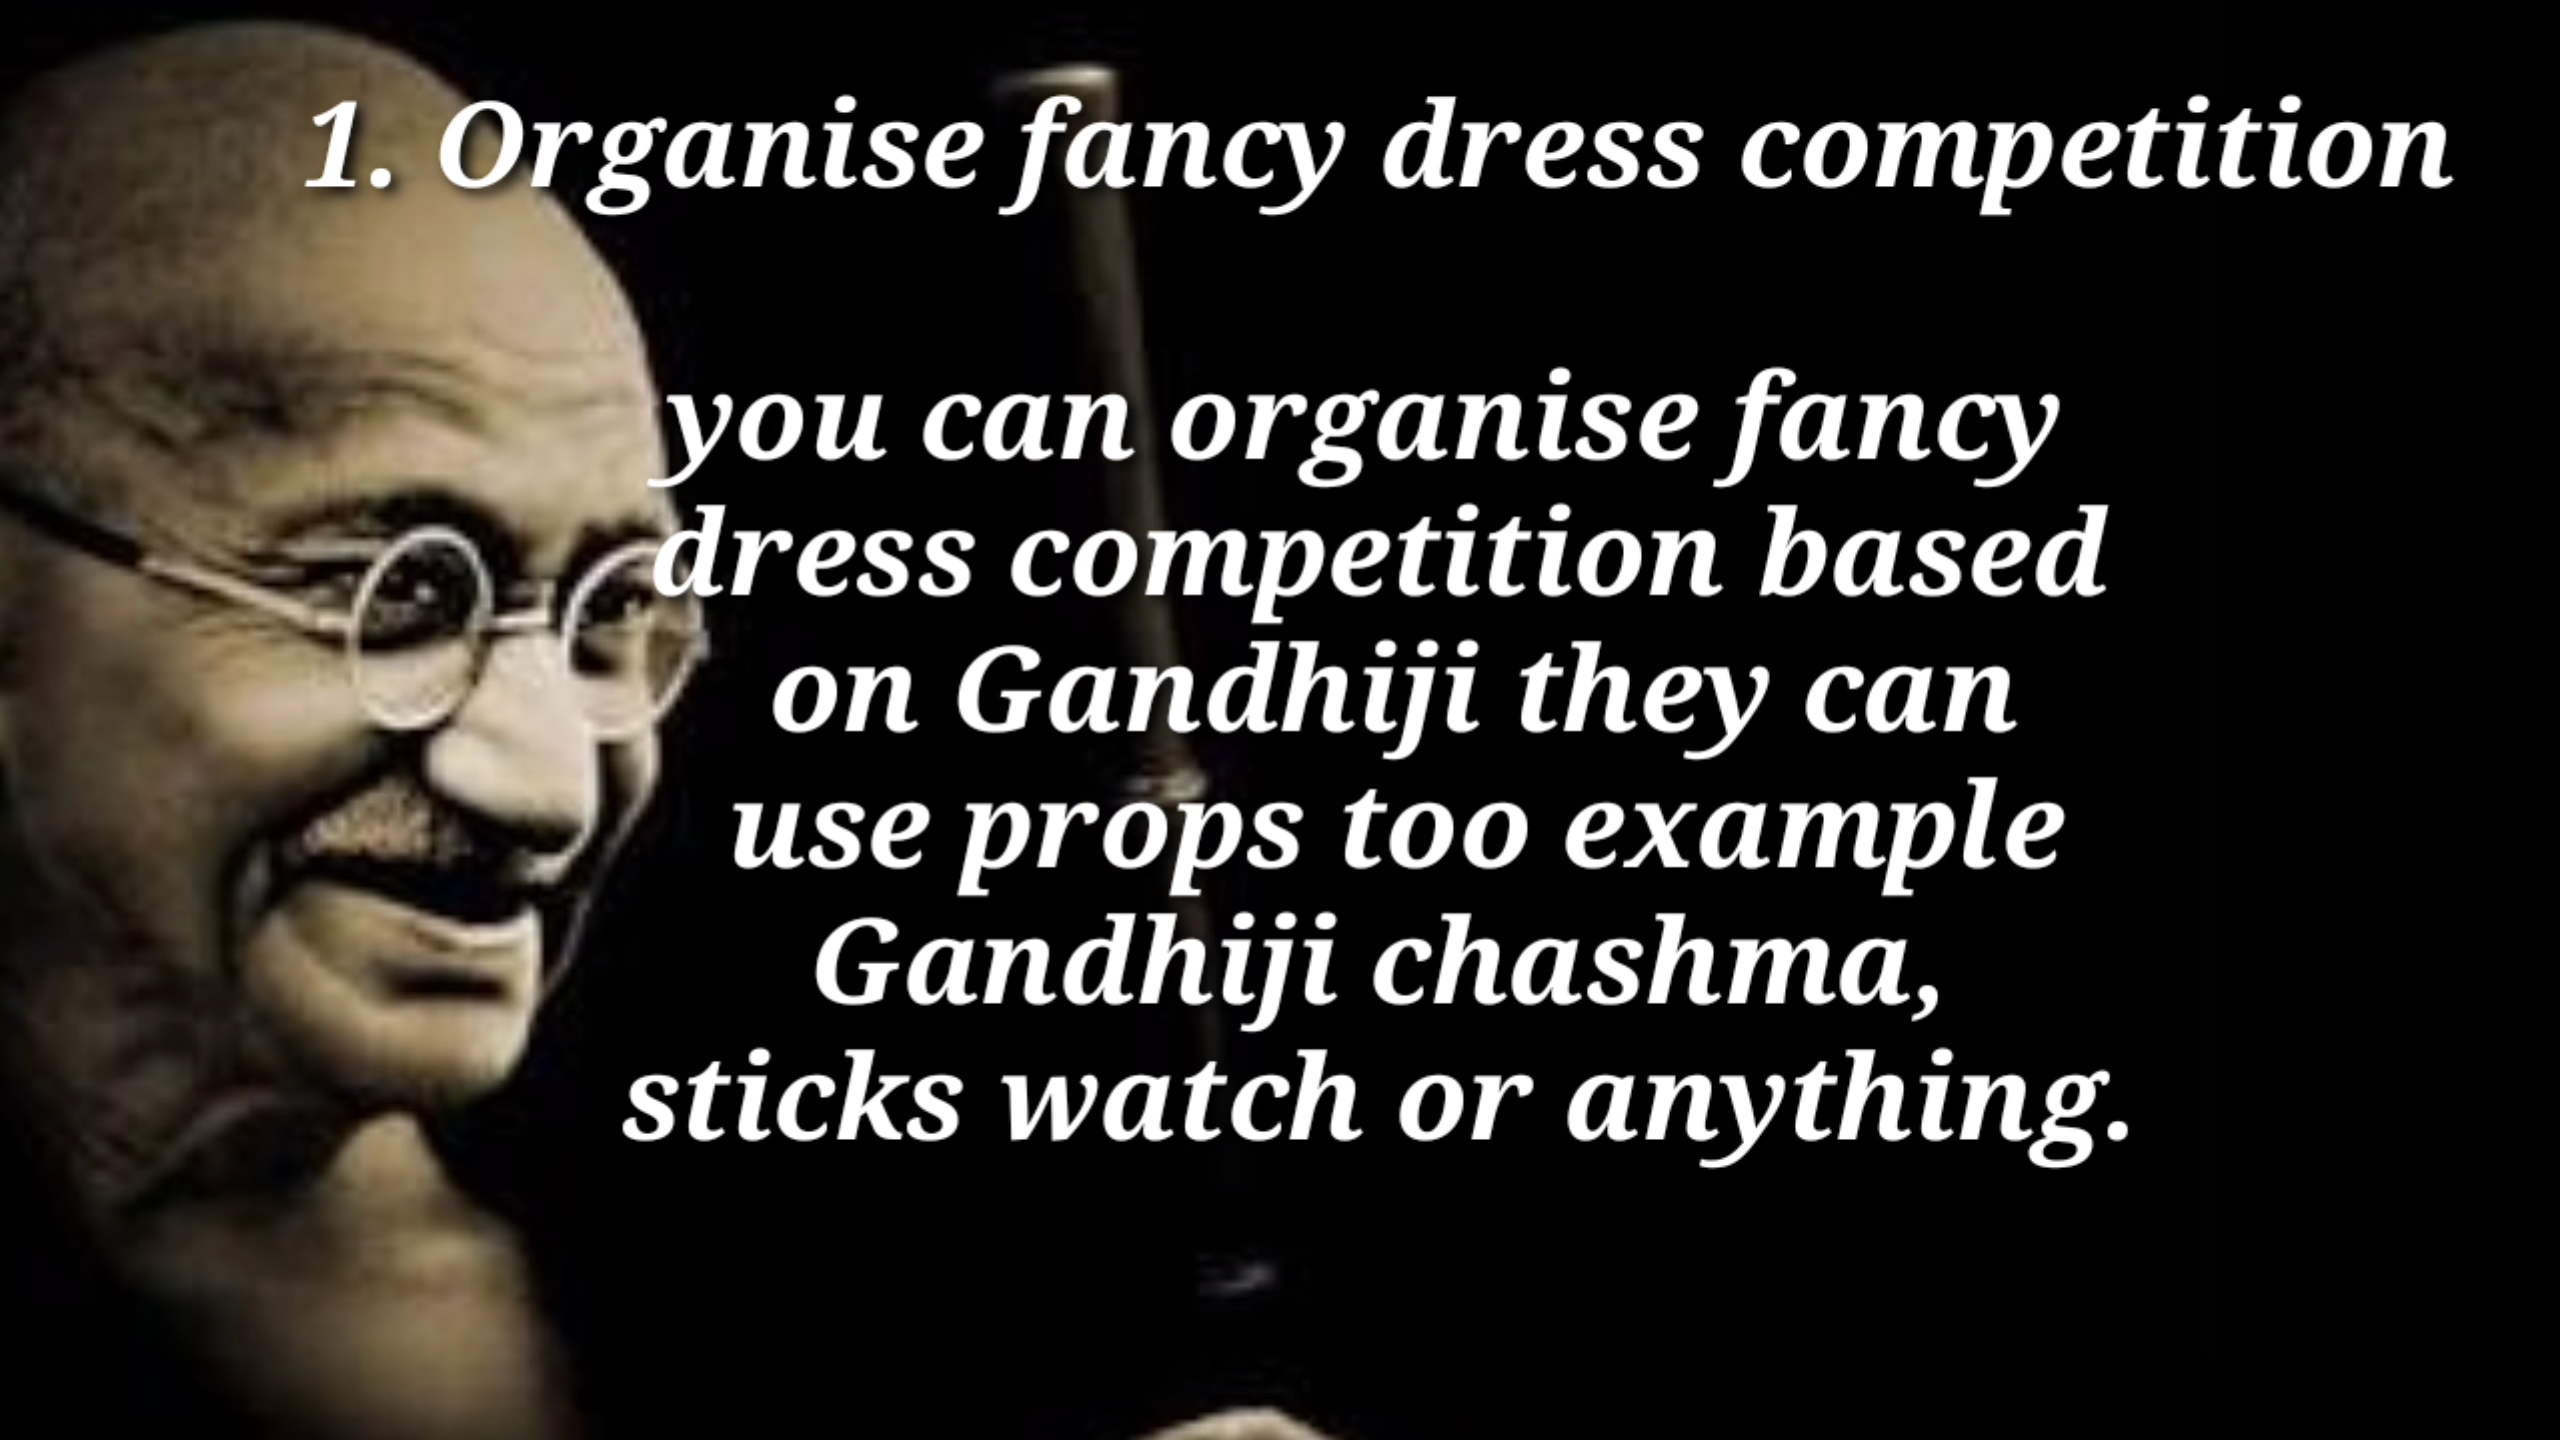 1. Organise fancy dress competition
you can organise fancy
dress competition based
on Gandhiji they can
use props too example
Gandhiji chashma,
sticks watch or anything.